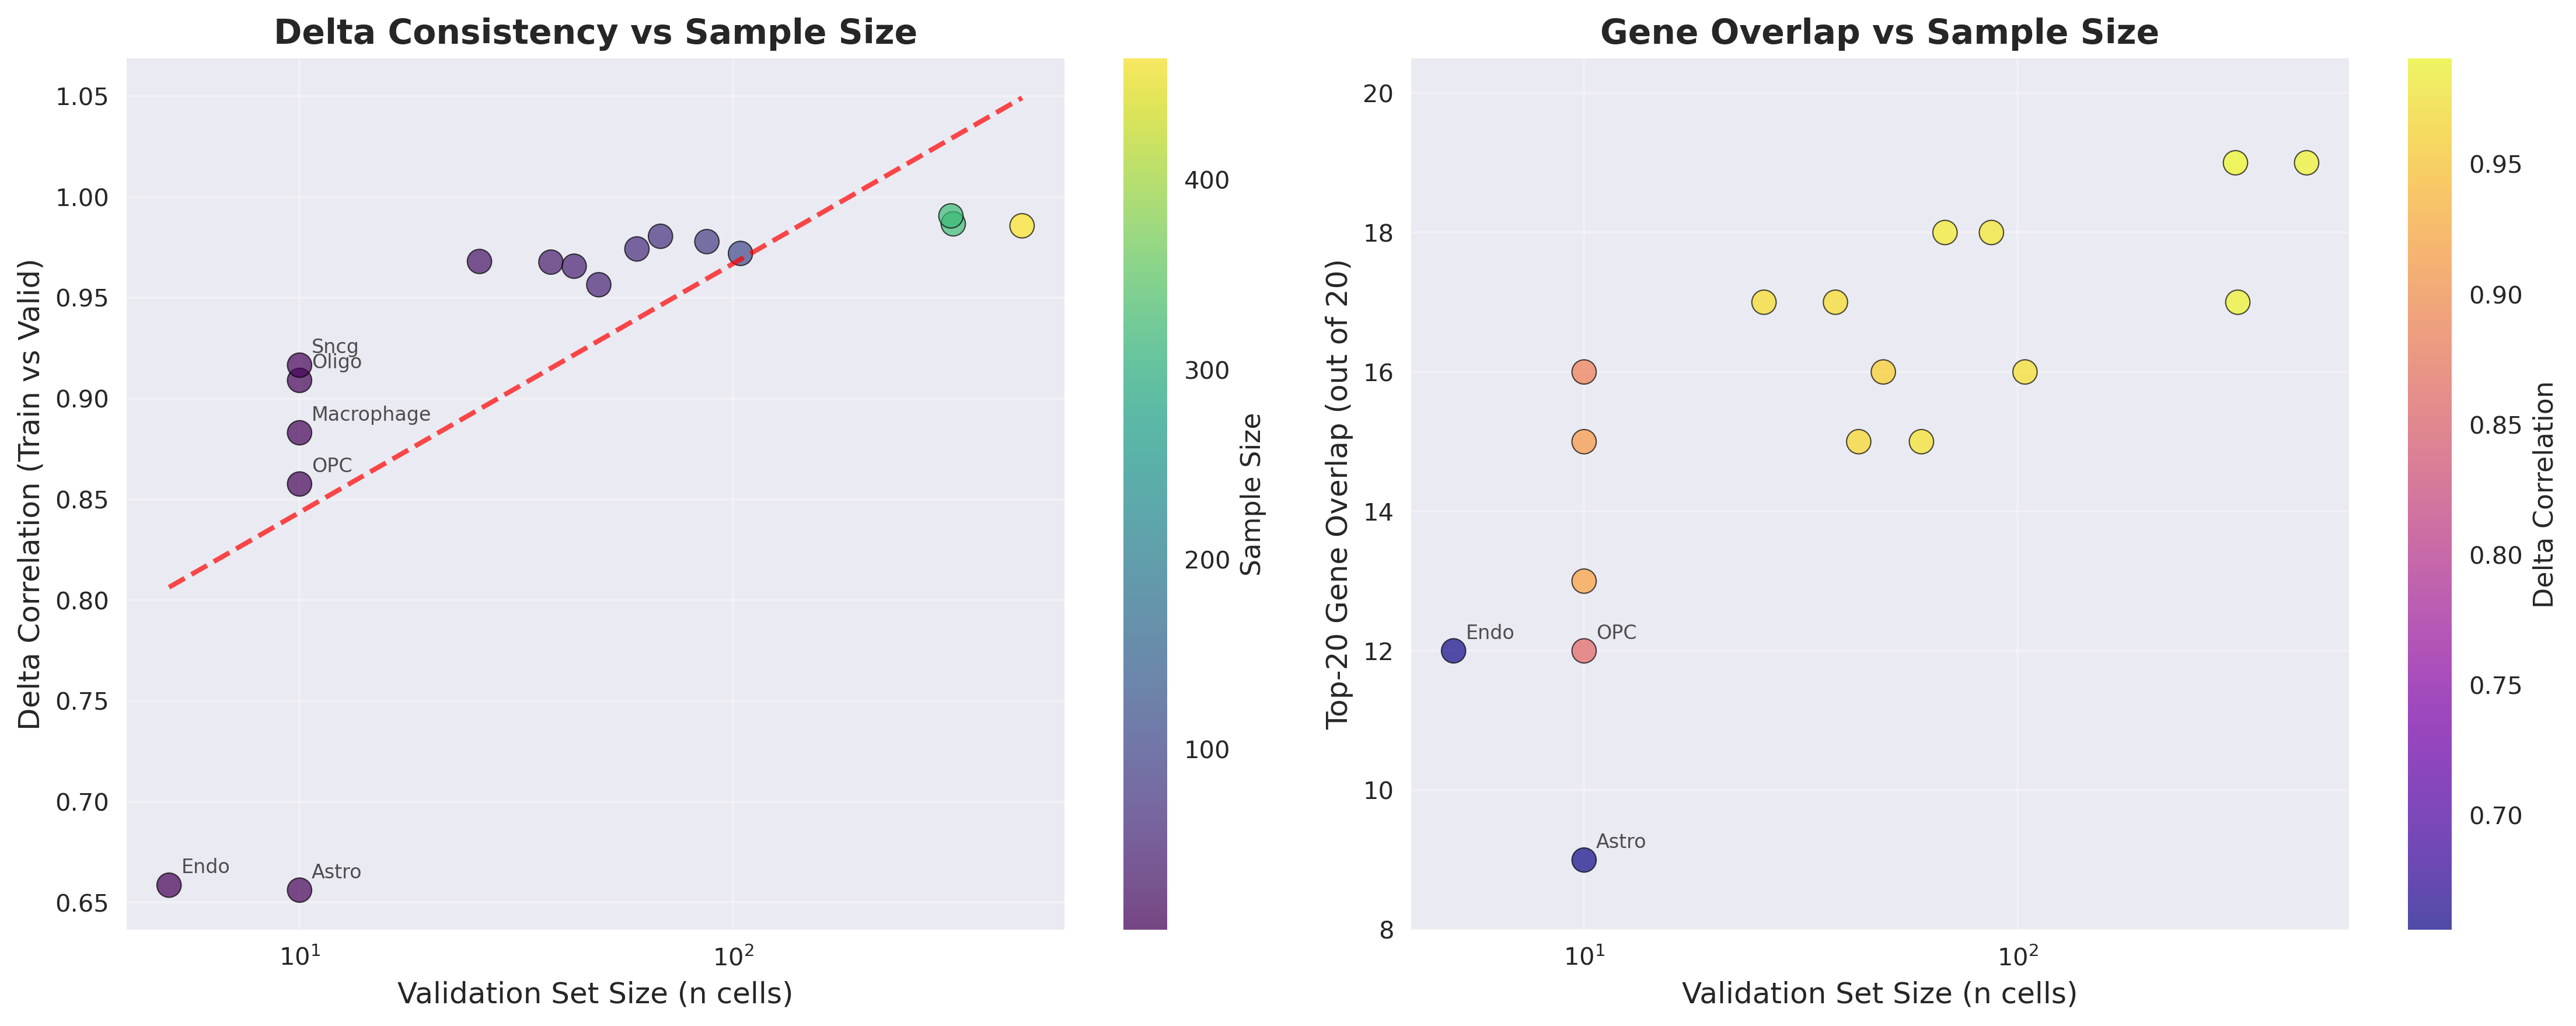 Delta Consistency vs Sample Size
Delta Correlation (Train vs Valid)
1.05
1.00
0.95
0.90
0.85
0.80
0.75
0.70
0.65
Sncg
Oligo
Macrophage
OPC
Endo
Astro
10¹
10²
Validation Set Size (n cells)
400
300
200
100
Sample Size
Gene Overlap vs Sample Size
Top-20 Gene Overlap (out of 20)
20
18
16
14
12
10
8
Endo
OPC
Astro
10¹
10²
Validation Set Size (n cells)
0.95
0.90
0.85
0.80
0.75
0.70
Delta Correlation